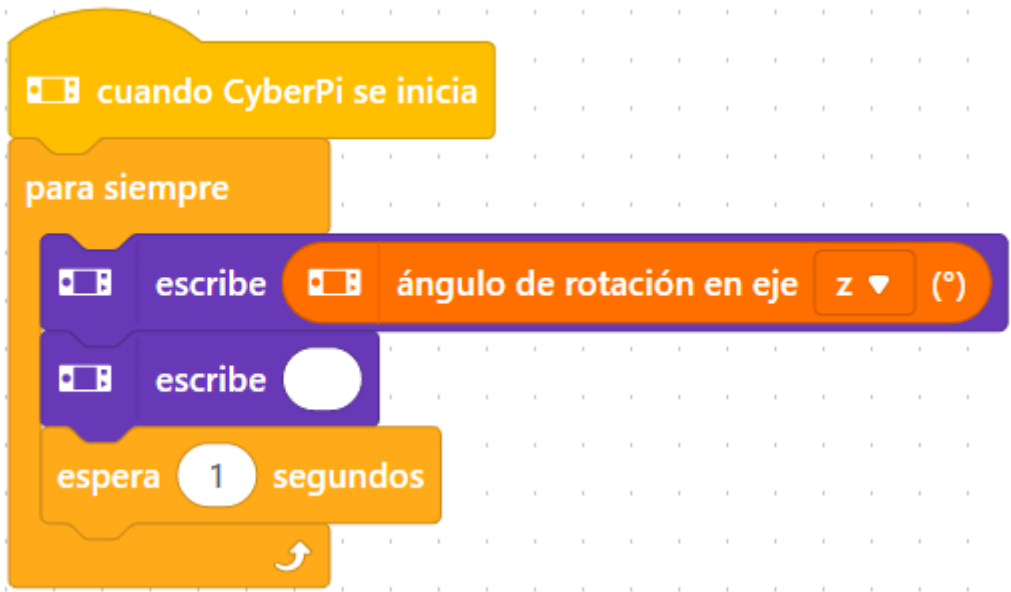 cuando CyberPi se inicia
para siempre
escribe ángulo de rotación en eje z (°)
escribe
espera 1 segundos